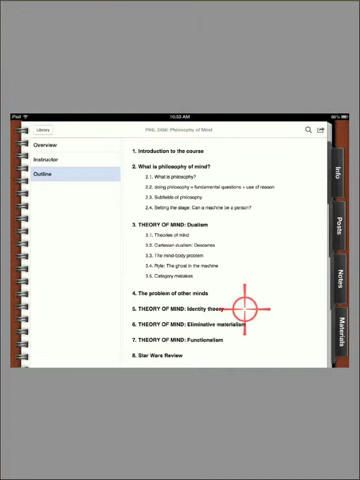 iPad
10:53 AM
86%
Library
PHIL 2450: Philosophy of Mind
Overview
Instructor
Outline
1. Introduction to the course
2. What is philosophy of mind?
2.1. What is philosophy?
2.2. doing philosophy = fundamental questions + use of reason
2.3. Subfields of philosophy
2.4. Setting the stage: Can a machine be a person?
3. THEORY OF MIND: Dualism
3.1. Theories of mind
3.2. Cartesian dualism: Descartes
3.3. The mind-body problem
3.4. Ryle: The ghost in the machine
3.5. Category mistakes
4. The problem of other minds
5. THEORY OF MIND: Identity theory
6. THEORY OF MIND: Eliminative materialism
7. THEORY OF MIND: Functionalism
8. Star Wars Review
Info
Posts
Notes
Materials